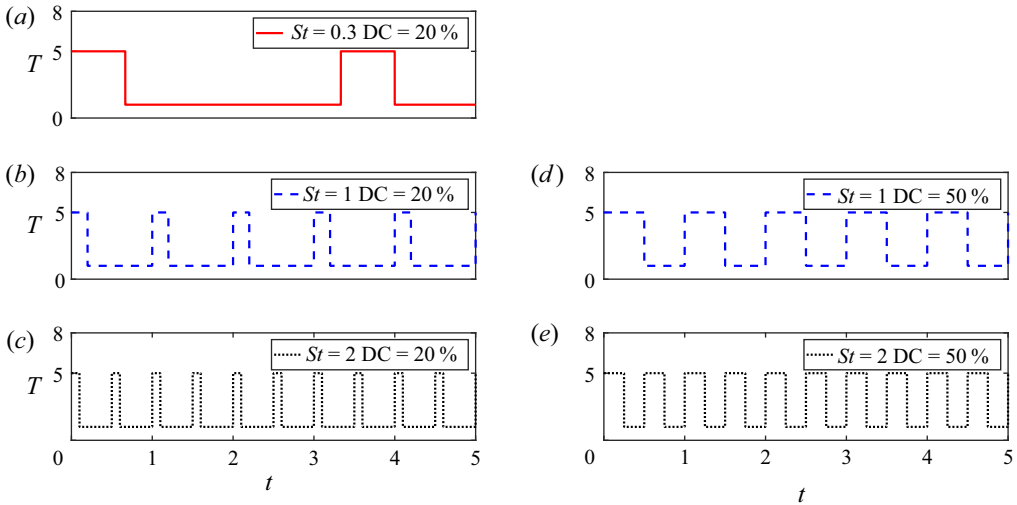 (a)
8
St = 0.3 DC = 20 %
5
T
0
(b)
8
St = 1 DC = 20 %
5
T
0
(d)
8
St = 1 DC = 50 %
5
0
(c)
8
St = 2 DC = 20 %
5
T
0 1 2 3 4 5
t
(e)
8
St = 2 DC = 50 %
5
0 1 2 3 4 5
t